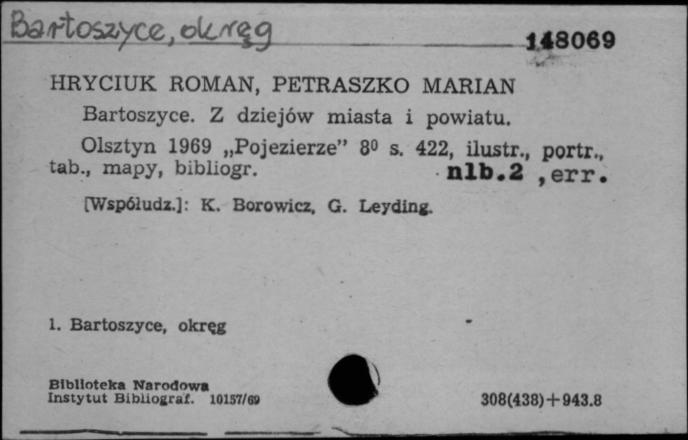 Bartoszyce, okręg
148069
HRYCIUK ROMAN, PETRASZKO MARIAN
Bartoszyce. Z dziejów miasta i powiatu.
Olsztyn 1969 „Pojezierze” 8⁰ s. 422, ilustr., portr.,
tab., mapy, bibliogr. nlb.2 ,err.
[Współudz.]: K. Borowicz, G. Leyding.
1. Bartoszyce, okręg
Biblioteka Narodowa
Instytut Bibliograf. 10157/69
308(438)+943.8